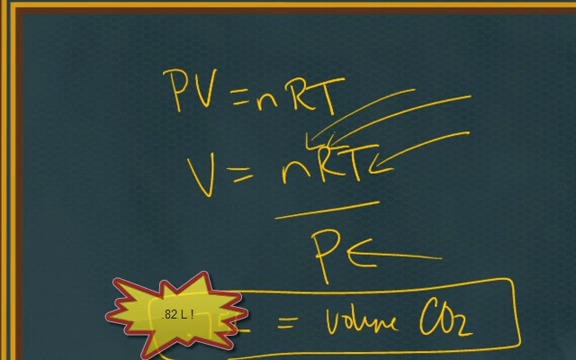 PV = nRT
V = nRT
P
.82 L !
L = volume CO2